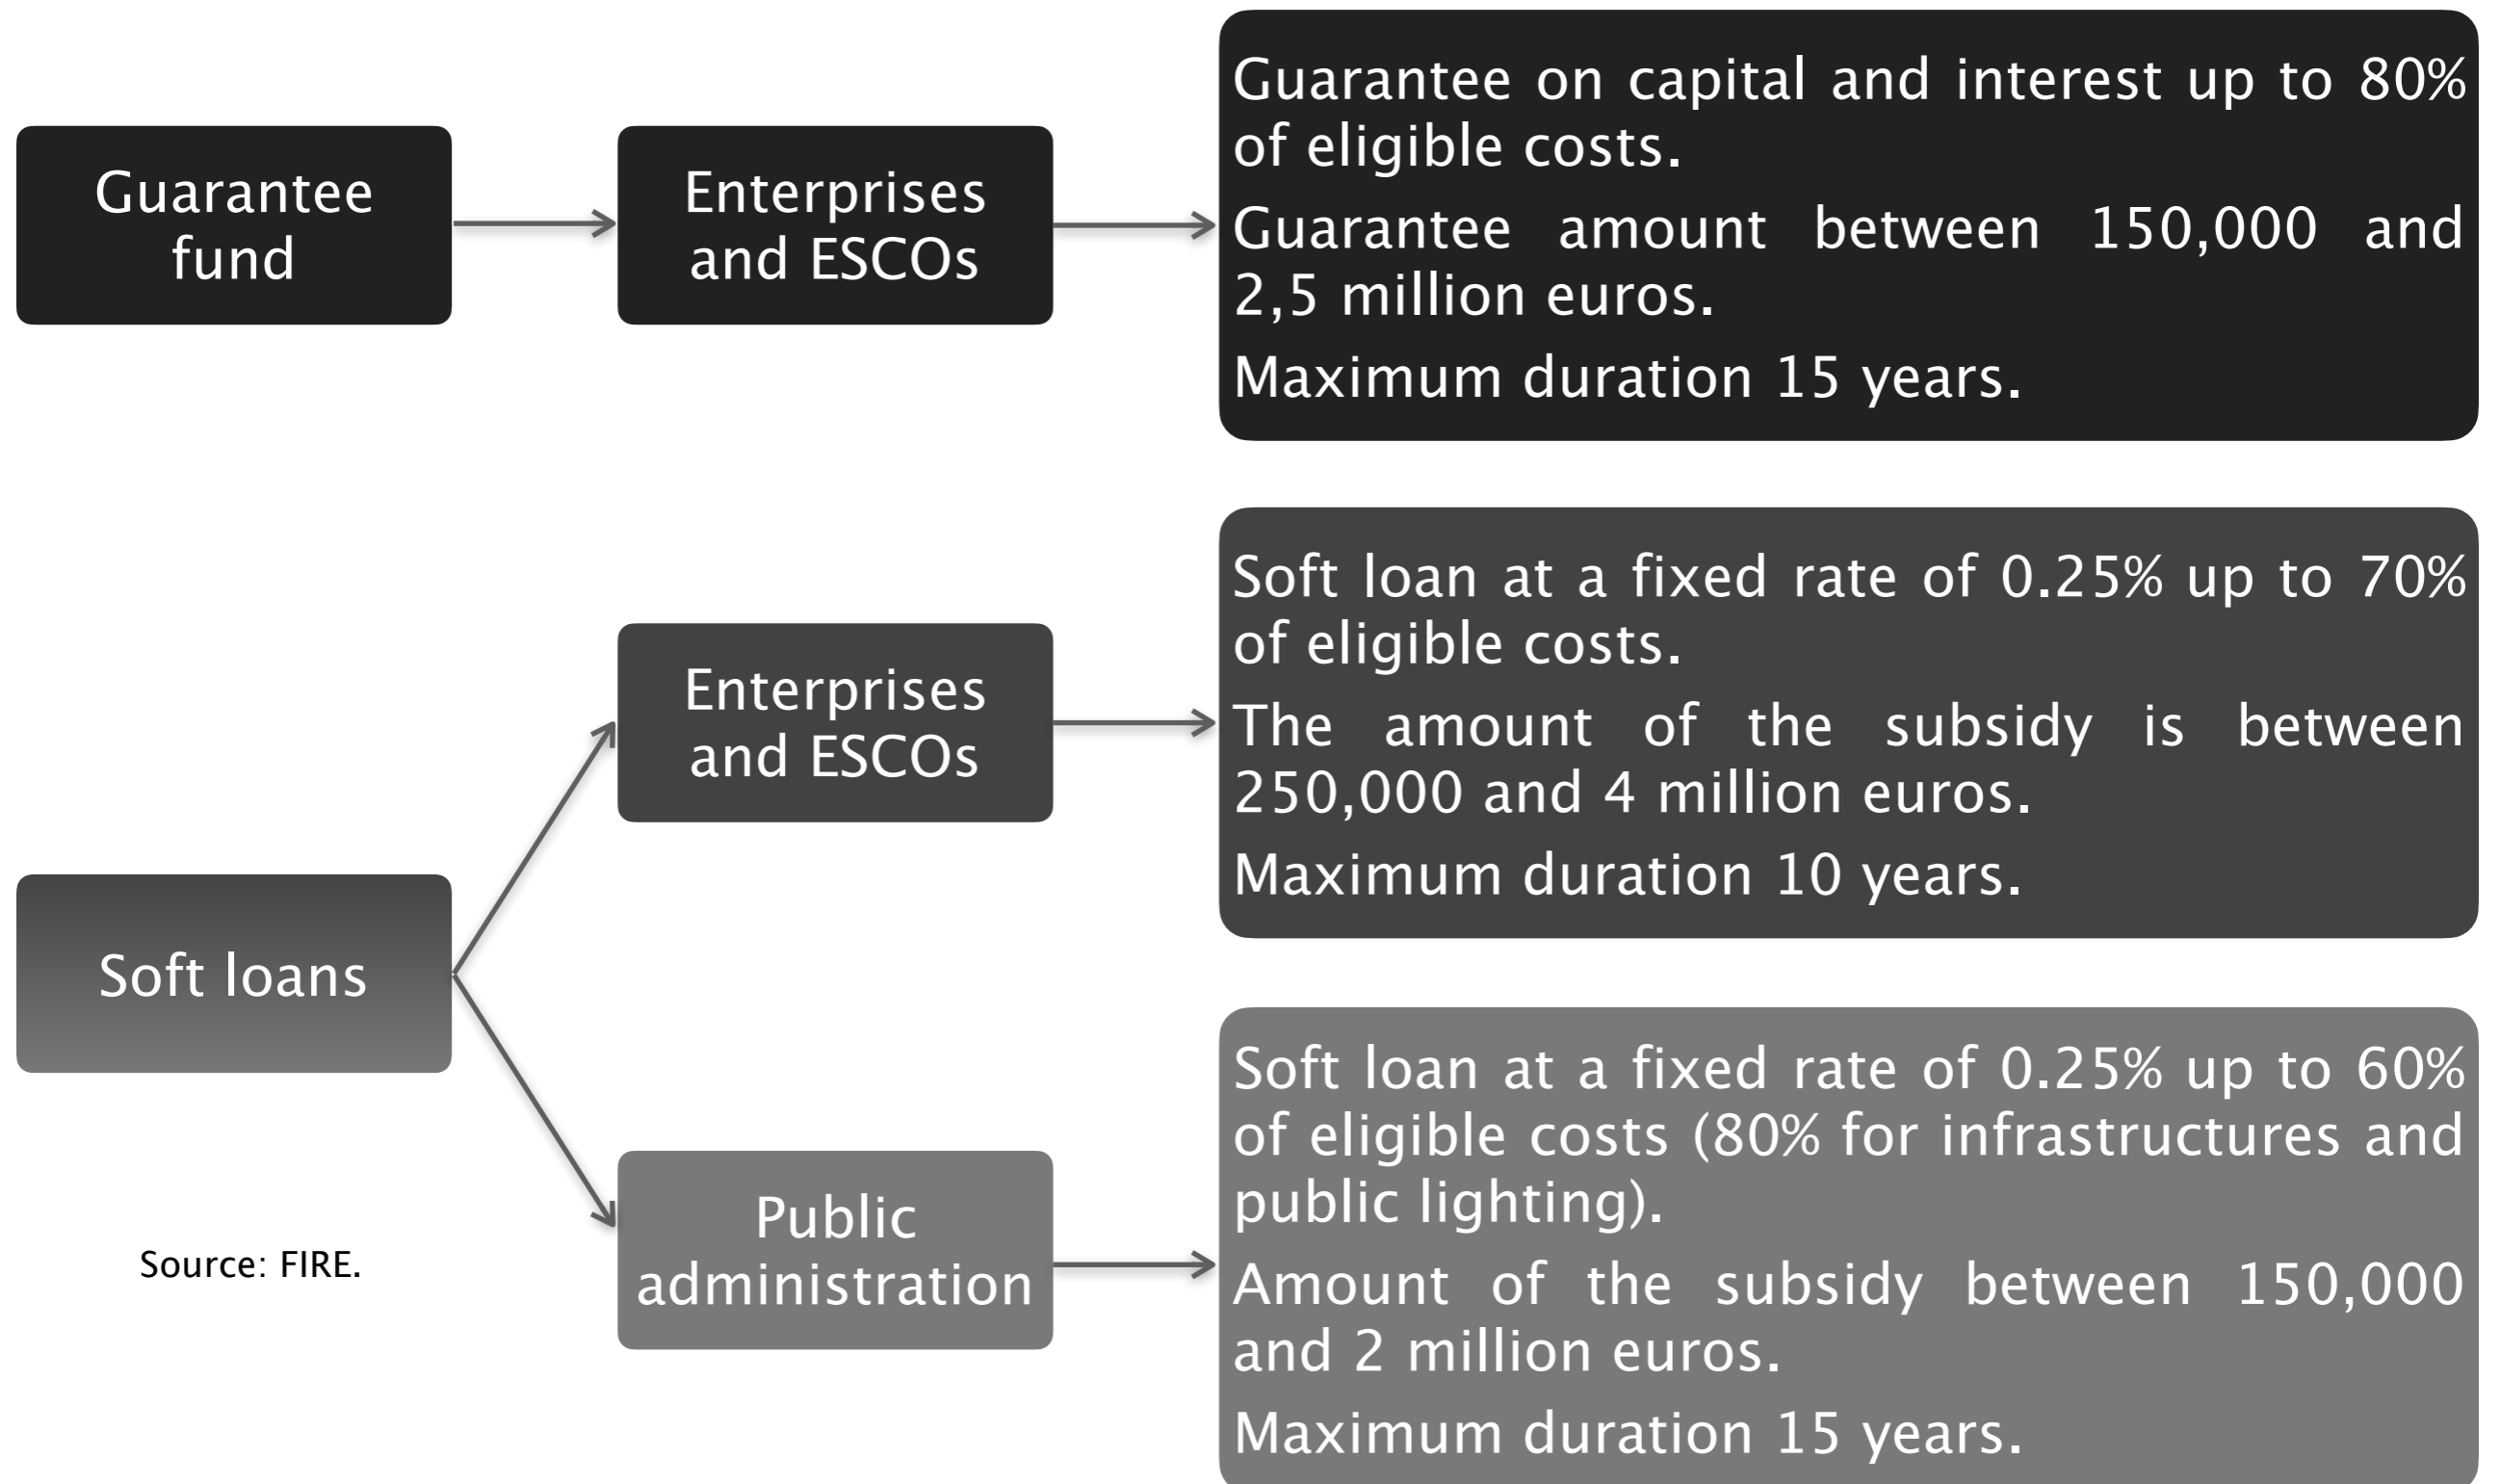 Guarantee
fund
Enterprises
and ESCOs
Guarantee on capital and interest up to 80%
of eligible costs.
Guarantee amount between 150,000 and
2,5 million euros.
Maximum duration 15 years.
Soft loans
Enterprises
and ESCOs
Soft loan at a fixed rate of 0.25% up to 70%
of eligible costs.
The amount of the subsidy is between
250,000 and 4 million euros.
Maximum duration 10 years.
Public
administration
Soft loan at a fixed rate of 0.25% up to 60%
of eligible costs (80% for infrastructures and
public lighting).
Amount of the subsidy between 150,000
and 2 million euros.
Maximum duration 15 years.
Source: FIRE.